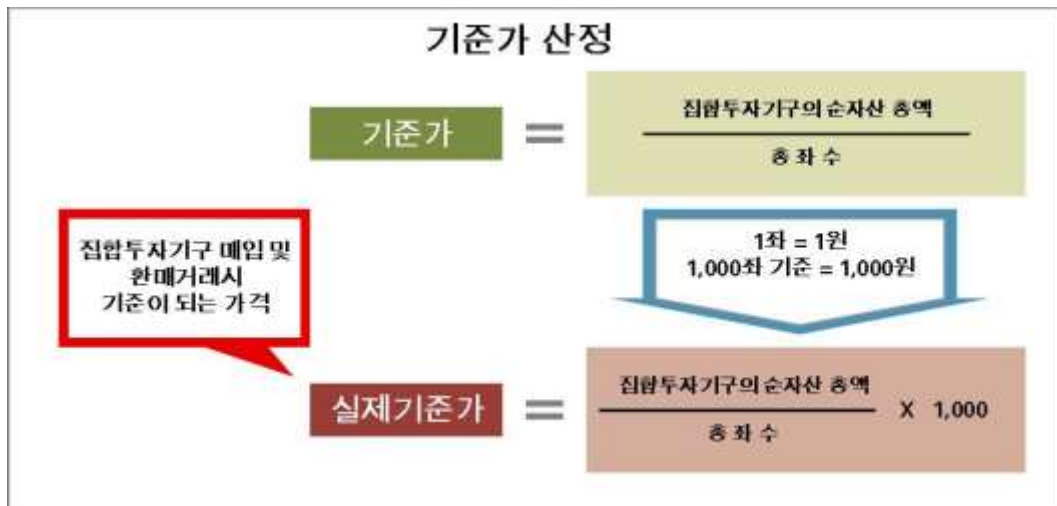 기준가 산정
기준가
=
집합투자기구의 순자산 총액
총 좌 수
집합투자기구 매입 및
환매거래시
기준이 되는 가격
1좌 = 1원
1,000좌 기준 = 1,000원
실제기준가
=
집합투자기구의 순자산 총액
총 좌 수
X 1,000